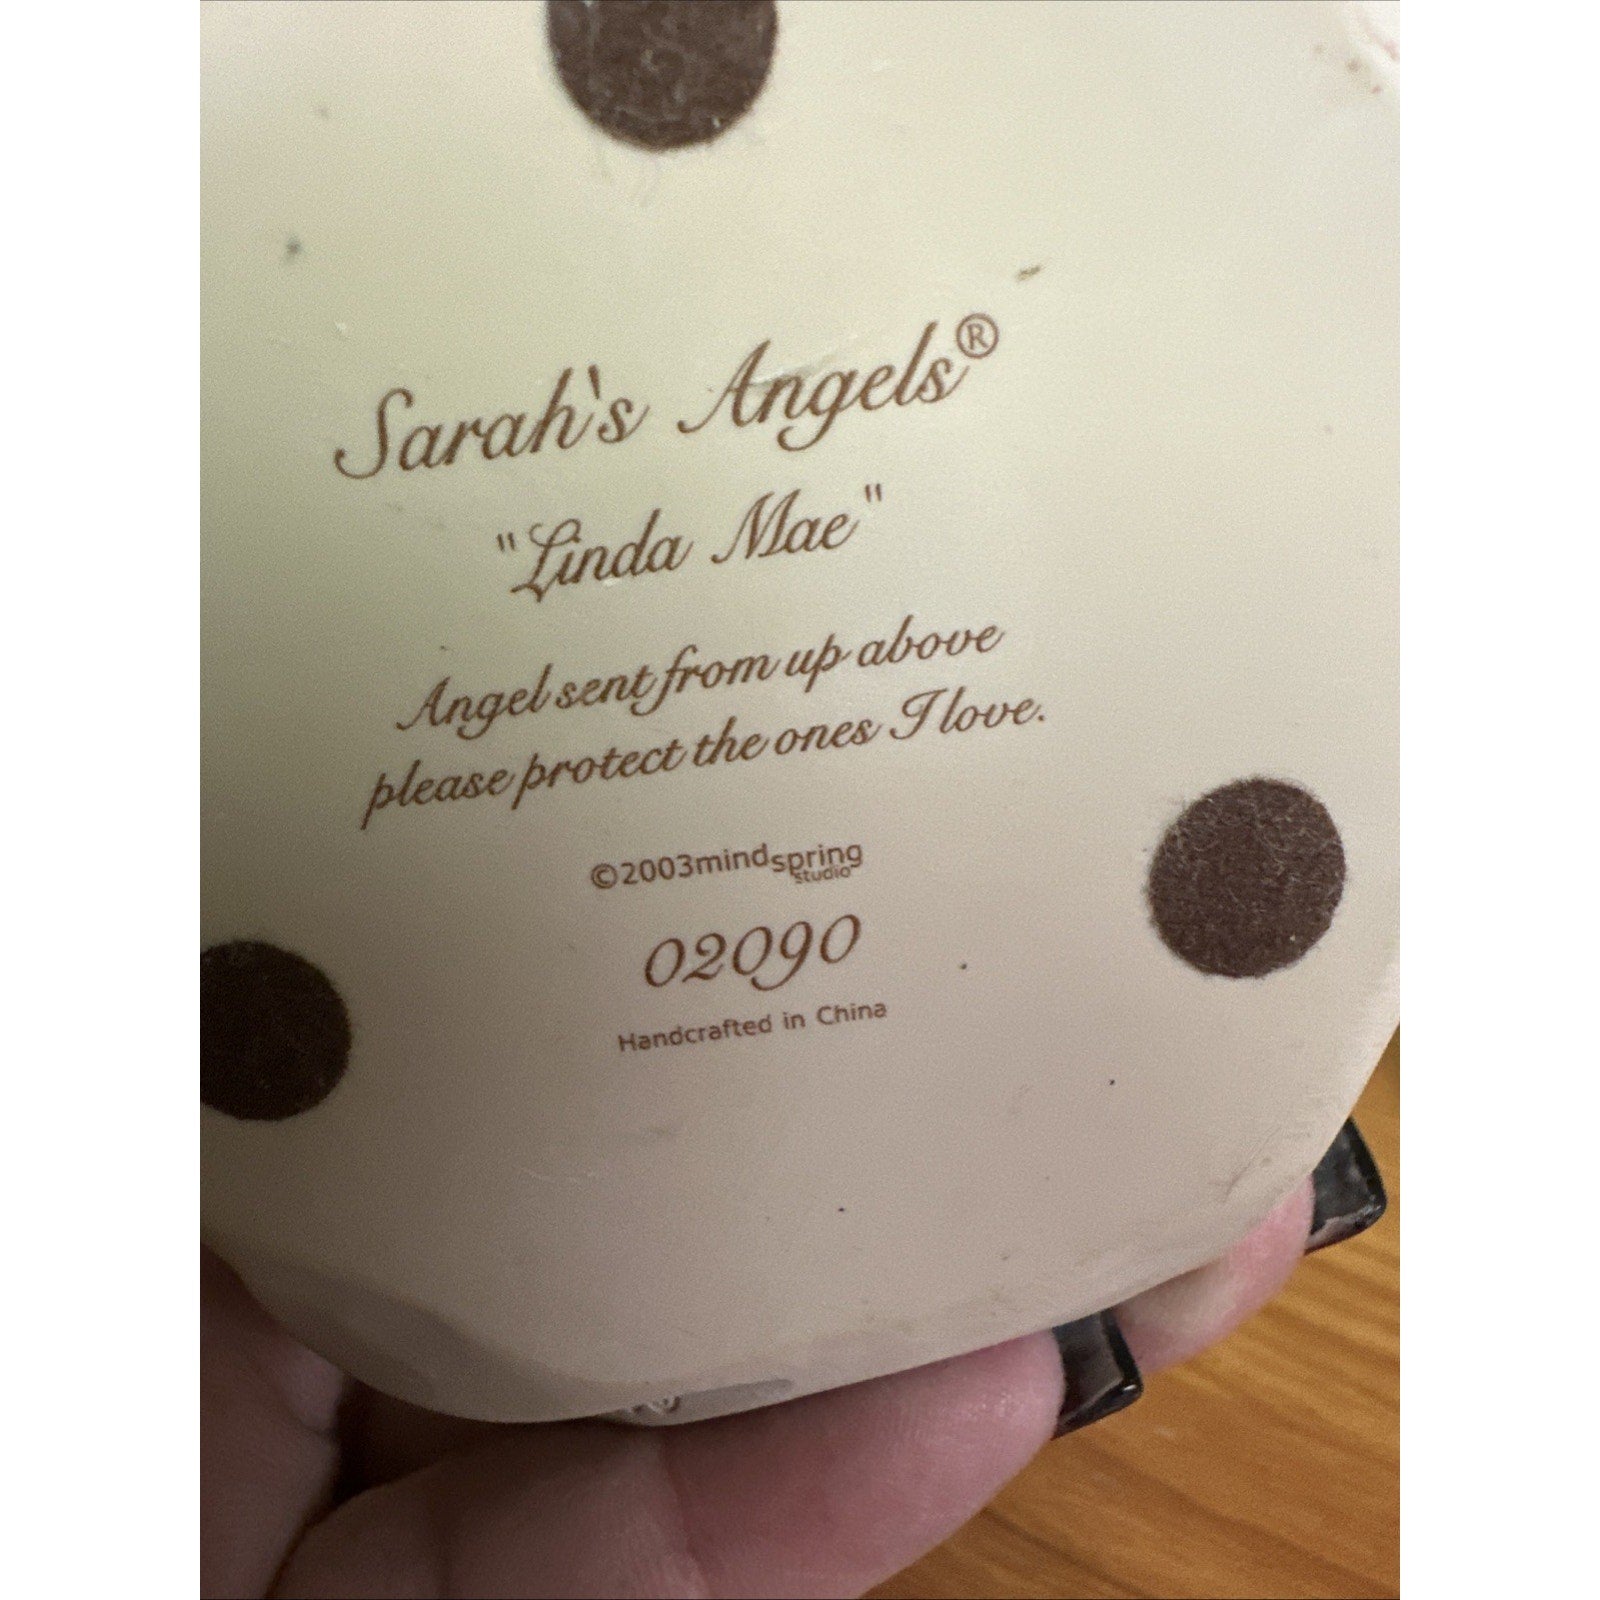 Sarah's Angels®
"Linda Mae"
Angel sent from up above
please protect the ones I love.
©2003mindspring
studio
02090
Handcrafted in China